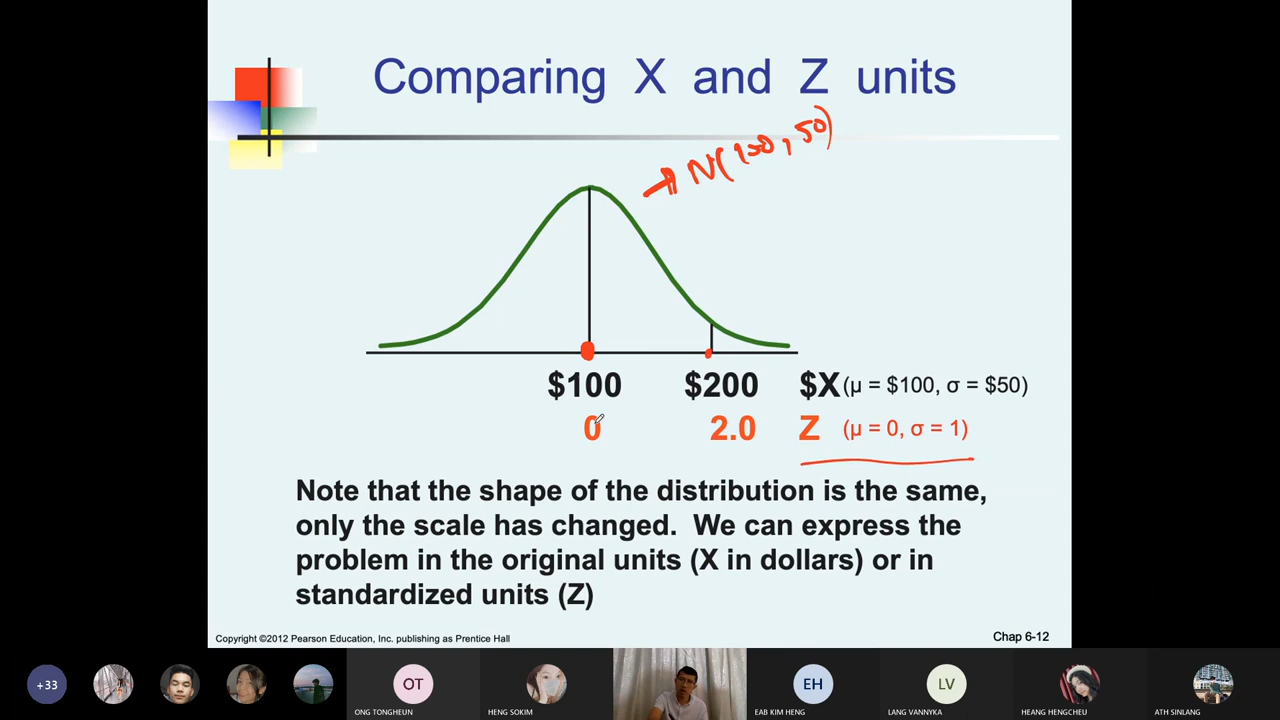 Comparing X and Z units
→ N(100, 50)
$100 $200 $X (μ = $100, σ = $50)
0 2.0 Z (μ = 0, σ = 1)
Note that the shape of the distribution is the same,
only the scale has changed. We can express the
problem in the original units (X in dollars) or in
standardized units (Z)
Copyright ©2012 Pearson Education, Inc. publishing as Prentice Hall
Chap 6-12
+33
OT
EH
LV
ONG TONGHEUN
HENG SOKIM
EAB KIM HENG
LANG VANNYKA
HEANG HENGCHEU
ATH SINLANG